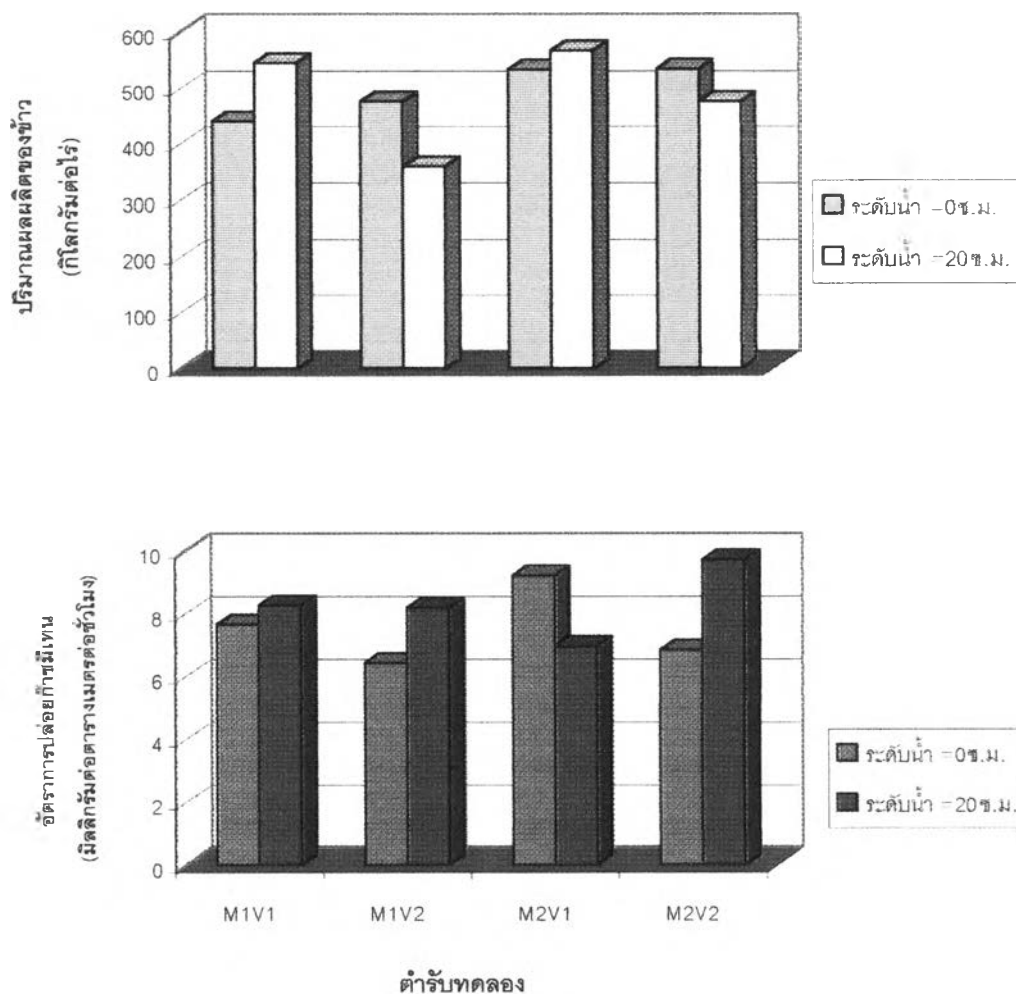 600
500
400
300
200
100
0
ปริมาณผลผลิตของข้าว
(กิโลกรัมต่อไร่)
ระดับน้ำ =0ซ.ม.
ระดับน้ำ =20ซ.ม.
10
8
6
4
2
0
อัตราการปล่อยก๊าซมีเทน
(มิลลิกรัมต่อตารางเมตรต่อชั่วโมง)
ระดับน้ำ =0ซ.ม.
ระดับน้ำ =20ซ.ม.
M1V1 M1V2 M2V1 M2V2
ตำรับทดลอง